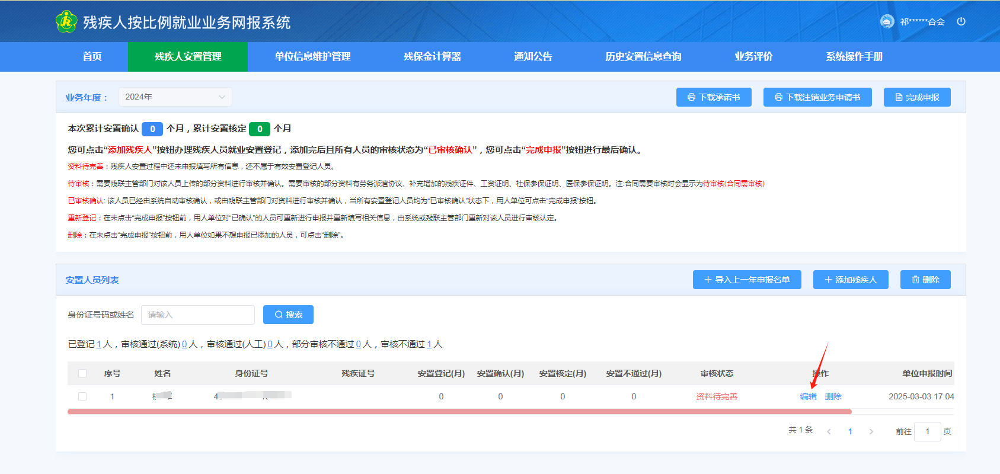 残疾人按比例就业业务网报系统
祁******合会
首页 残疾人安置管理 单位信息维护管理 残保金计算器 通知公告 历史安置信息查询 业务评价 系统操作手册
业务年度： 2024年 下载承诺书 下载注销业务申请书 完成申报
本次累计安置确认 0 个月，累计安置核定 0 个月
您可点击“添加残疾人”按钮办理残疾人员就业安置登记，添加完后且所有人员的审核状态为“已审核确认”，您可点击“完成申报”按钮进行最后确认。
资料待完善：残疾人安置过程中还未申报填写所有信息，还不属于有效安置登记人员。
待审核：需要残联主管部门对该人员上传的部分资料进行审核并确认。需要审核的部分资料有劳务派遣协议、补充增加的残疾证件、工资证明、社保参保证明、医保参保证明。注:合同需要审核时会显示为待审核(合同需审核)
已审核确认: 该人员已经由系统自动审核确认，或由残联主管部门对资料进行审核并确认，当所有安置登记人员均为“已审核确认”状态下，用人单位可点击“完成申报”按钮。
重新登记：在未点击“完成申报”按钮前，用人单位对“已确认”的人员可重新进行申报并重新填写相关信息，由系统或残联主管部门重新对该人员进行审核认定。
删除：在未点击“完成申报”按钮前，用人单位如果不想申报已添加的人员，可点击“删除”。
安置人员列表 导入上一年申报名单 添加残疾人 删除
身份证号码或姓名 请输入 搜索
已登记 1 人，审核通过(系统) 0 人，审核通过(人工) 0 人，部分审核不通过 0 人，审核不通过 1 人
序号 姓名 身份证号 残疾证号 安置登记(月) 安置确认(月) 安置核定(月) 安置不通过(月) 审核状态 操作 单位申报时间
1 4 0 0 0 0 资料待完善 编辑 删除 2025-03-03 17:04
共 1 条 1 前往 1 页